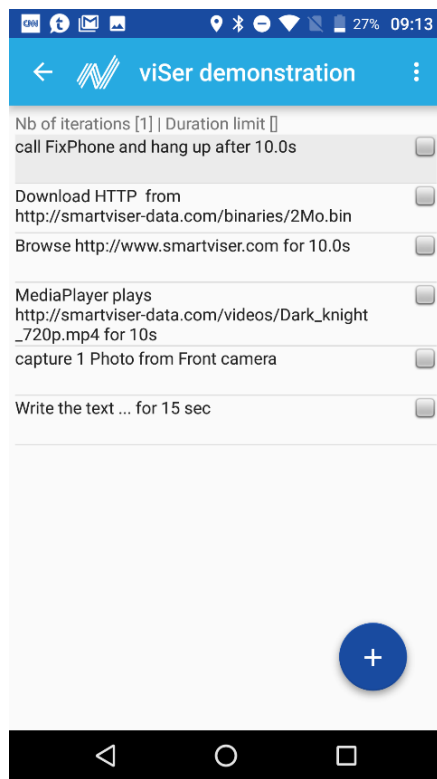 CNN
27% 09:13
viSer demonstration
Nb of iterations [1] | Duration limit []
call FixPhone and hang up after 10.0s
Download HTTP  from
http://smartviser-data.com/binaries/2Mo.bin
Browse http://www.smartviser.com for 10.0s
MediaPlayer plays
http://smartviser-data.com/videos/Dark_knight
_720p.mp4 for 10s
capture 1 Photo from Front camera
Write the text ... for 15 sec
+